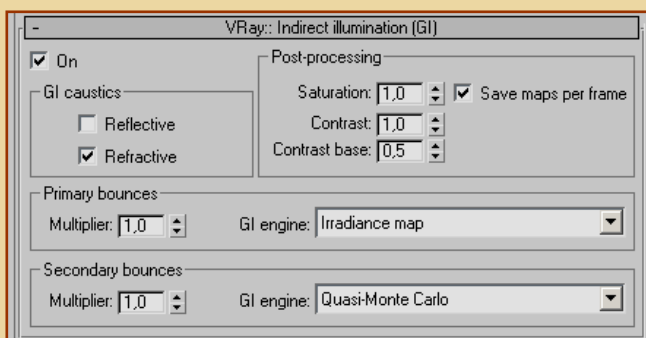 - VRay:: Indirect illumination (GI)
On
GI caustics
Reflective
Refractive
Post-processing
Saturation: 1,0 Save maps per frame
Contrast: 1,0
Contrast base: 0,5
Primary bounces
Multiplier: 1,0 GI engine: Irradiance map
Secondary bounces
Multiplier: 1,0 GI engine: Quasi-Monte Carlo